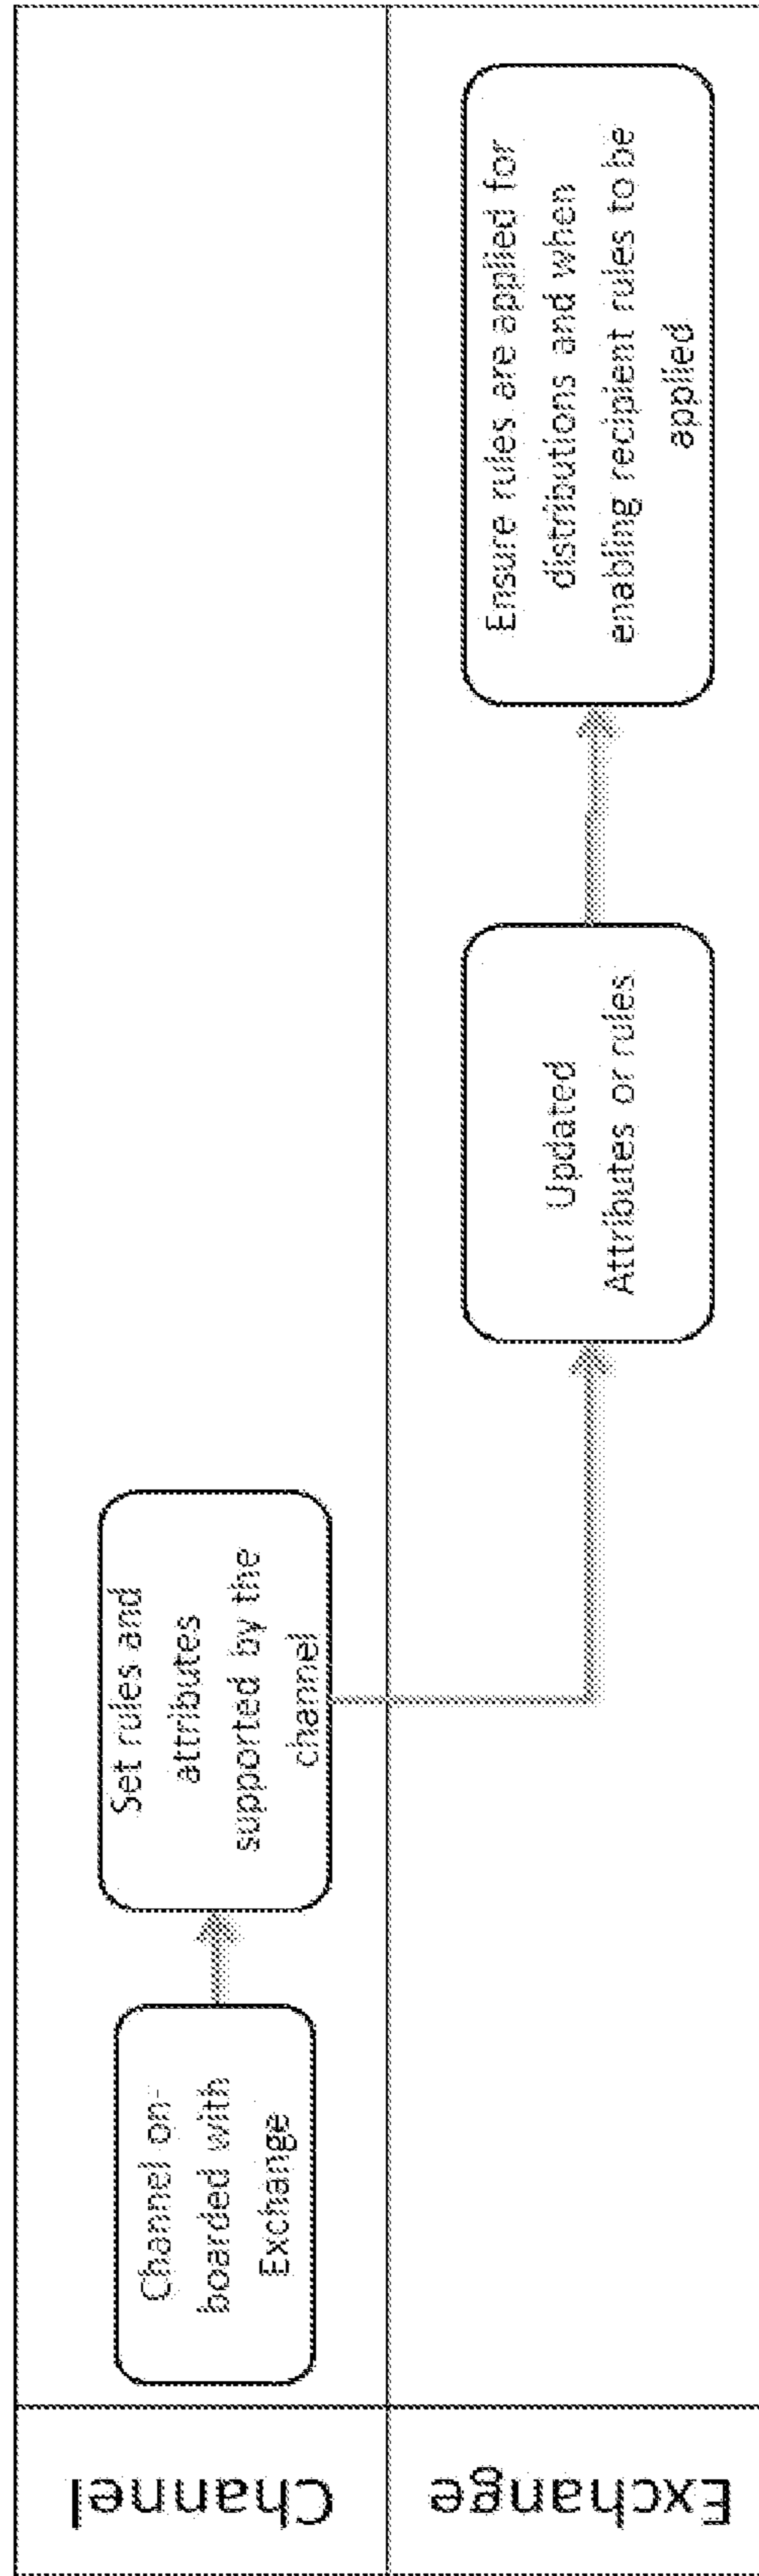 Channel
Channel on-
boarded with
Exchange
Set rules and
attributes
supported by the
channel
Exchange
Updated
Attributes or rules
Ensure rules are applied for
distributions and when
enabling recipient rules to be
applied